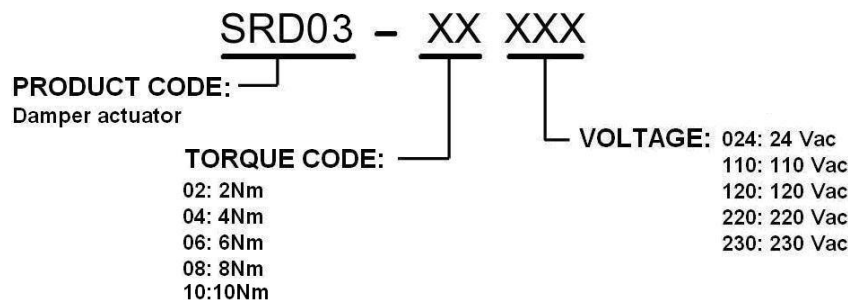 SRD03 - XX XXX
PRODUCT CODE:
Damper actuator
TORQUE CODE:
02: 2Nm
04: 4Nm
06: 6Nm
08: 8Nm
10:10Nm
VOLTAGE: 024: 24 Vac
110: 110 Vac
120: 120 Vac
220: 220 Vac
230: 230 Vac